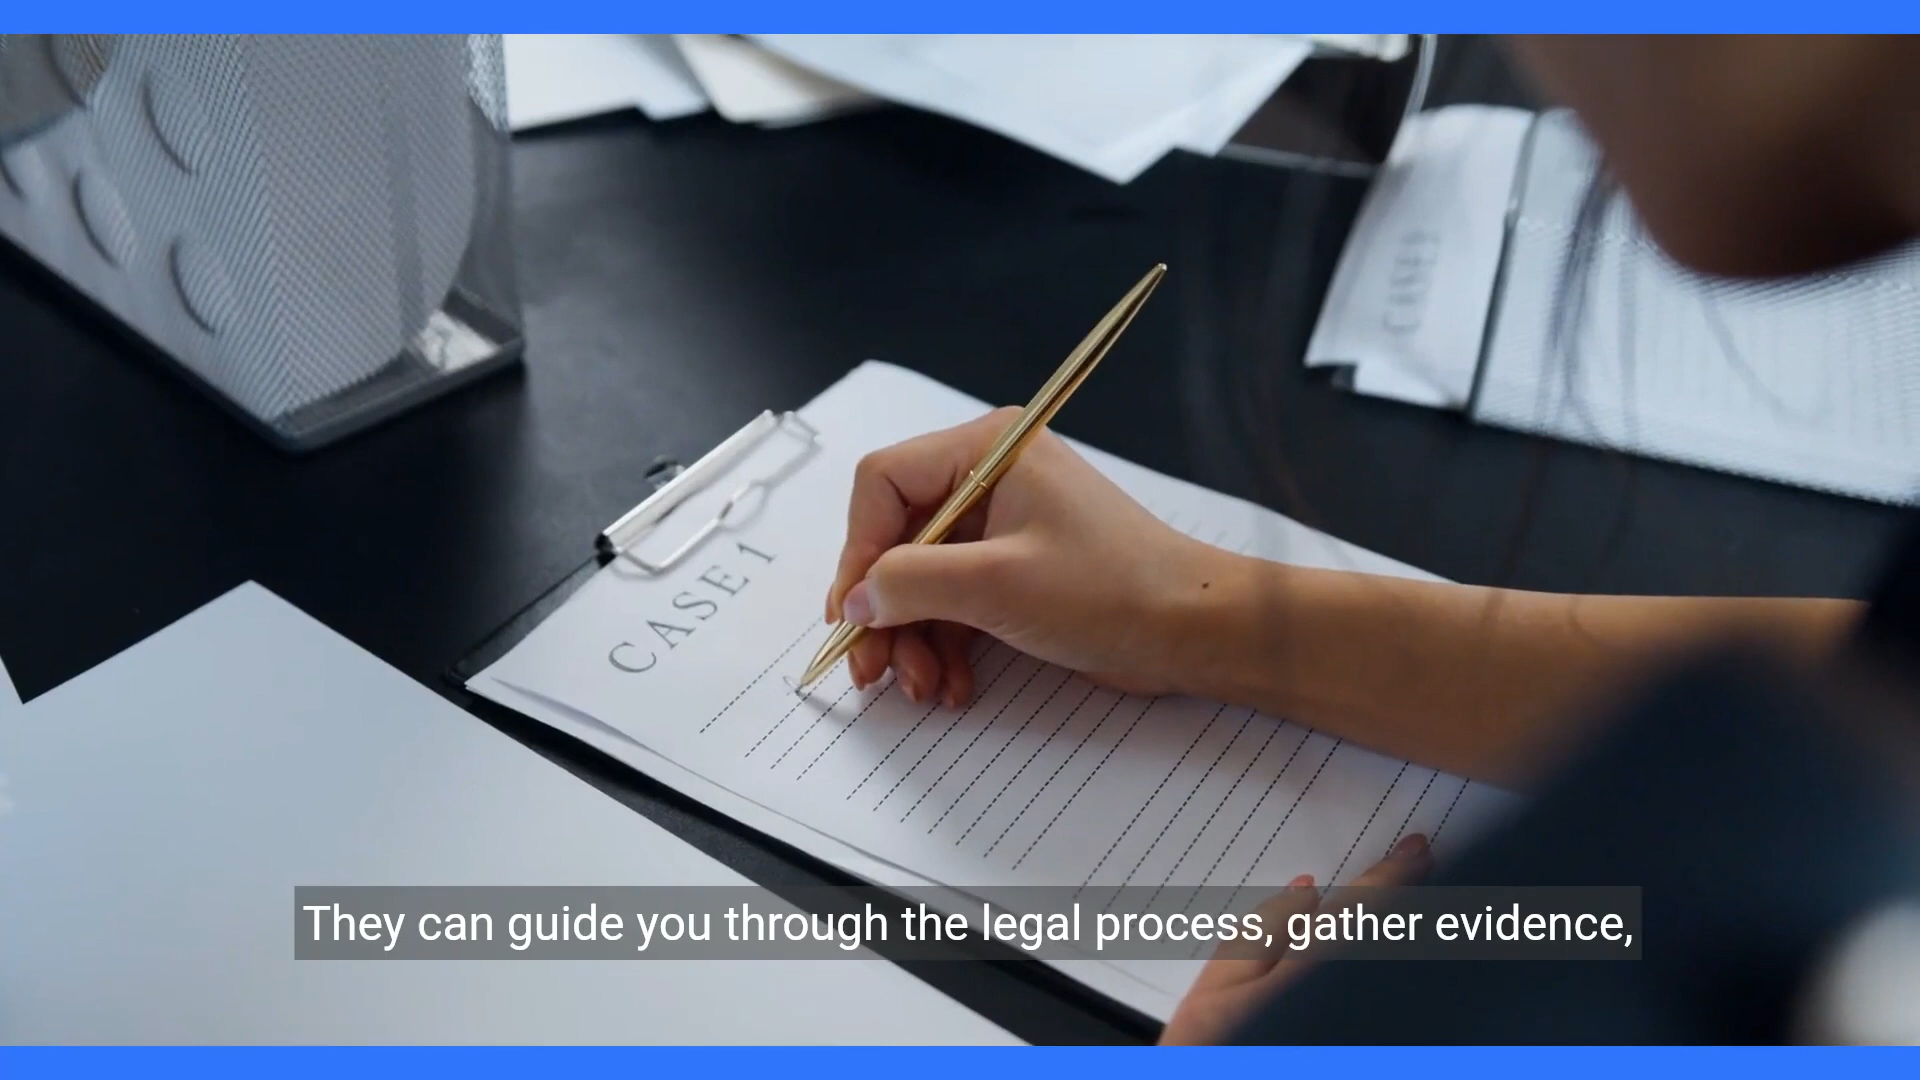 CASE 1
They can guide you through the legal process, gather evidence,